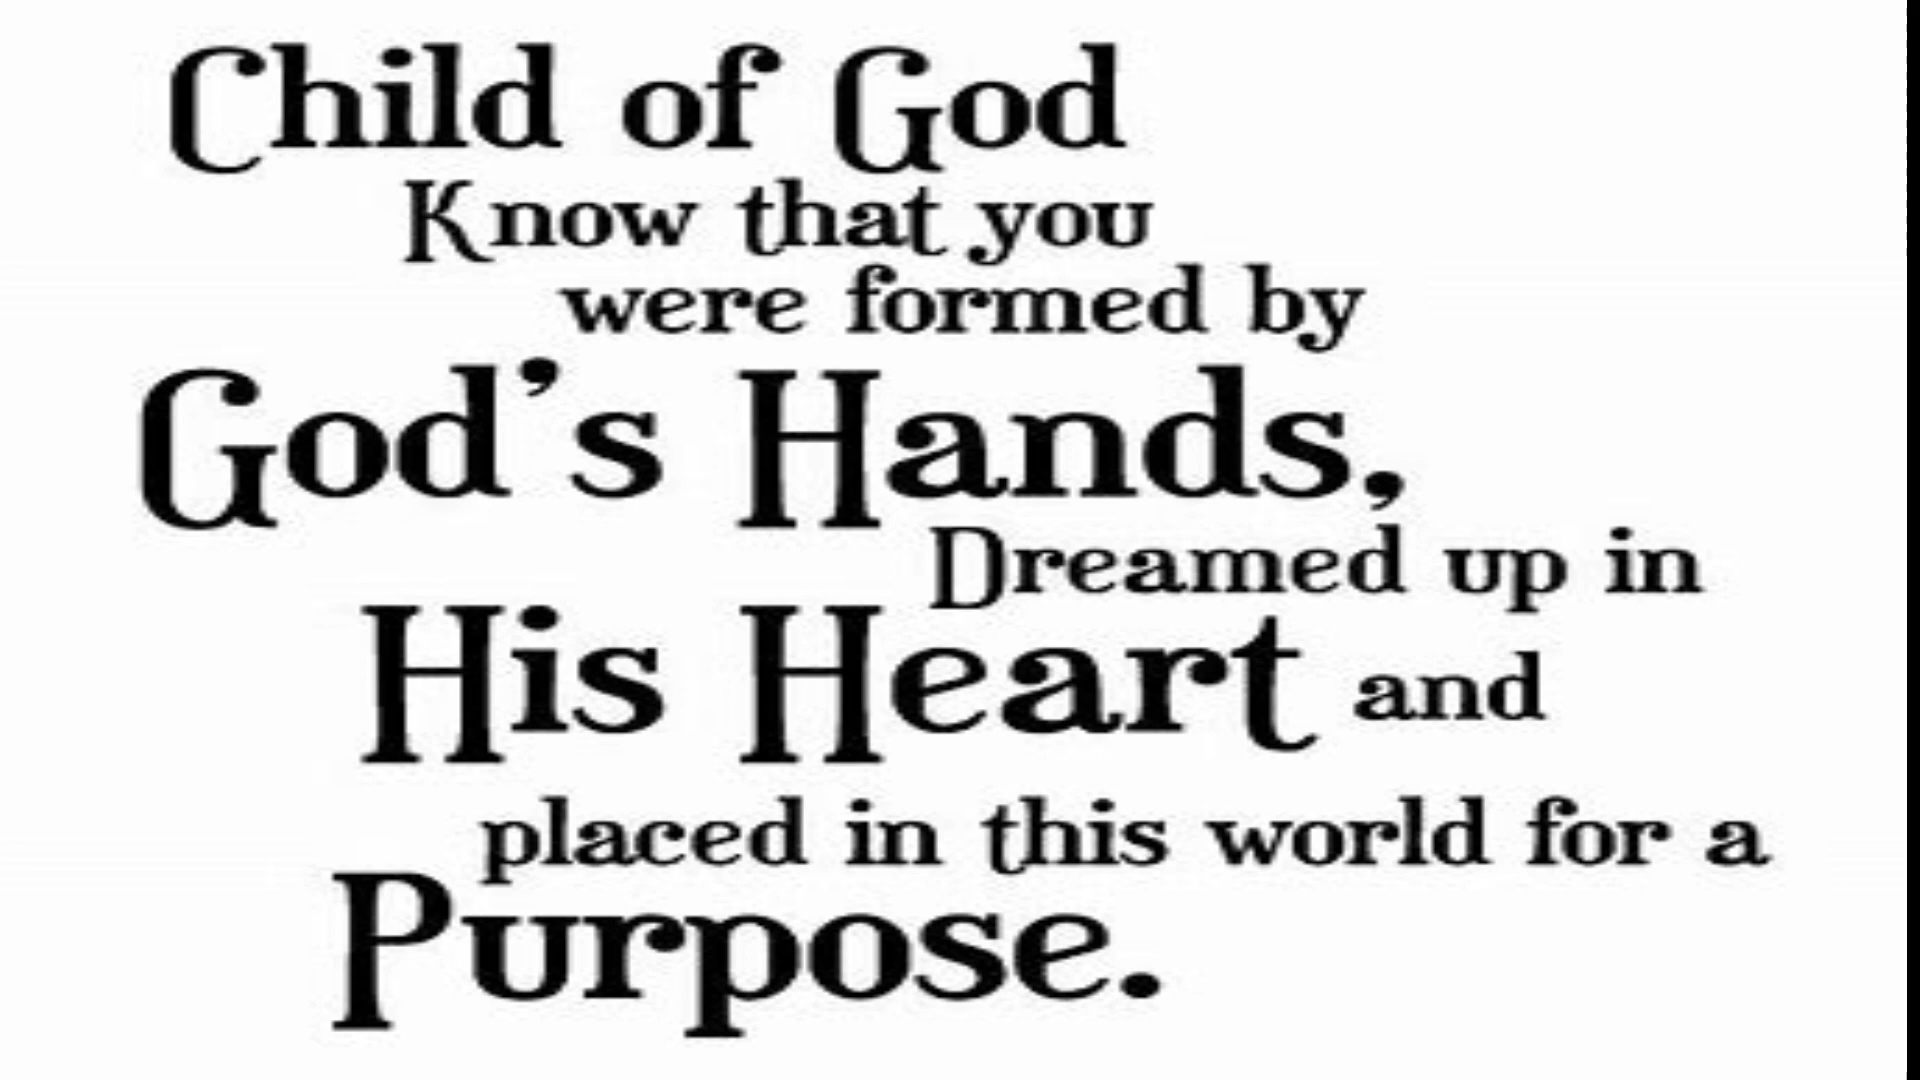 Child of God
Know that you
were formed by
God's Hands,
Dreamed up in
His Heart and
placed in this world for a
Purpose.